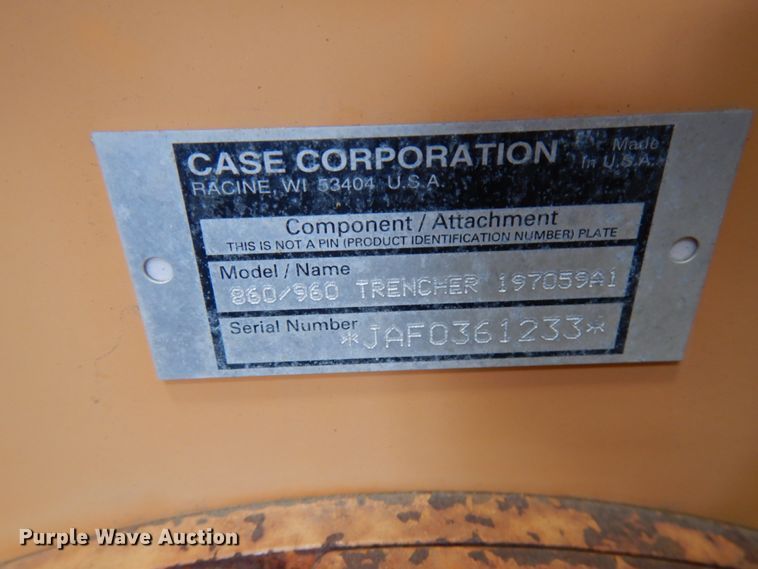 CASE CORPORATION
Made
In U.S.A.
RACINE, WI 53404 U.S.A.
Component / Attachment
THIS IS NOT A PIN (PRODUCT IDENTIFICATION NUMBER) PLATE
Model / Name
860/960 TRENCHER 197059A1
Serial Number
*JAF0361233*
Purple Wave Auction